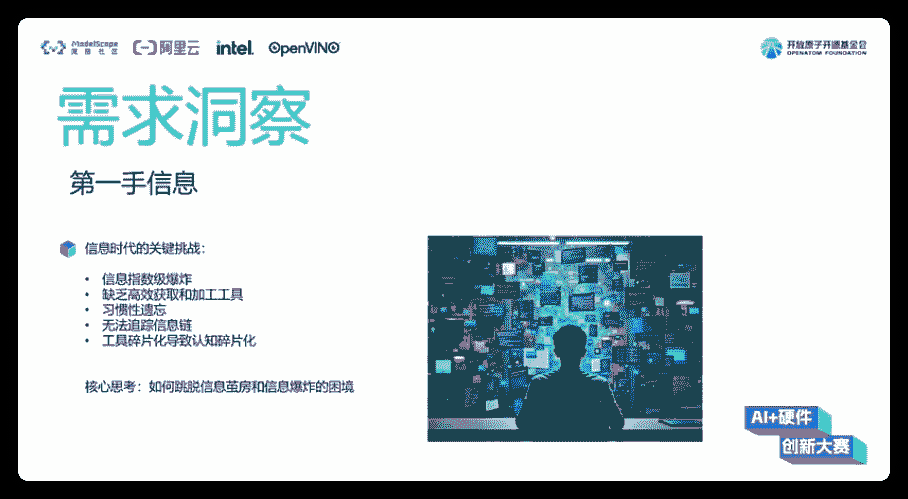 ModelScope
魔搭社区
阿里云
intel.
OpenVINO
开放原子开源基金会
OPENATOM FOUNDATION
需求洞察
第一手信息
信息时代的关键挑战：
• 信息指数级爆炸
• 缺乏高效获取和加工工具
• 习惯性遗忘
• 无法追踪信息链
• 工具碎片化导致认知碎片化
核心思考：如何跳脱信息茧房和信息爆炸的困境
AI+硬件
创新大赛